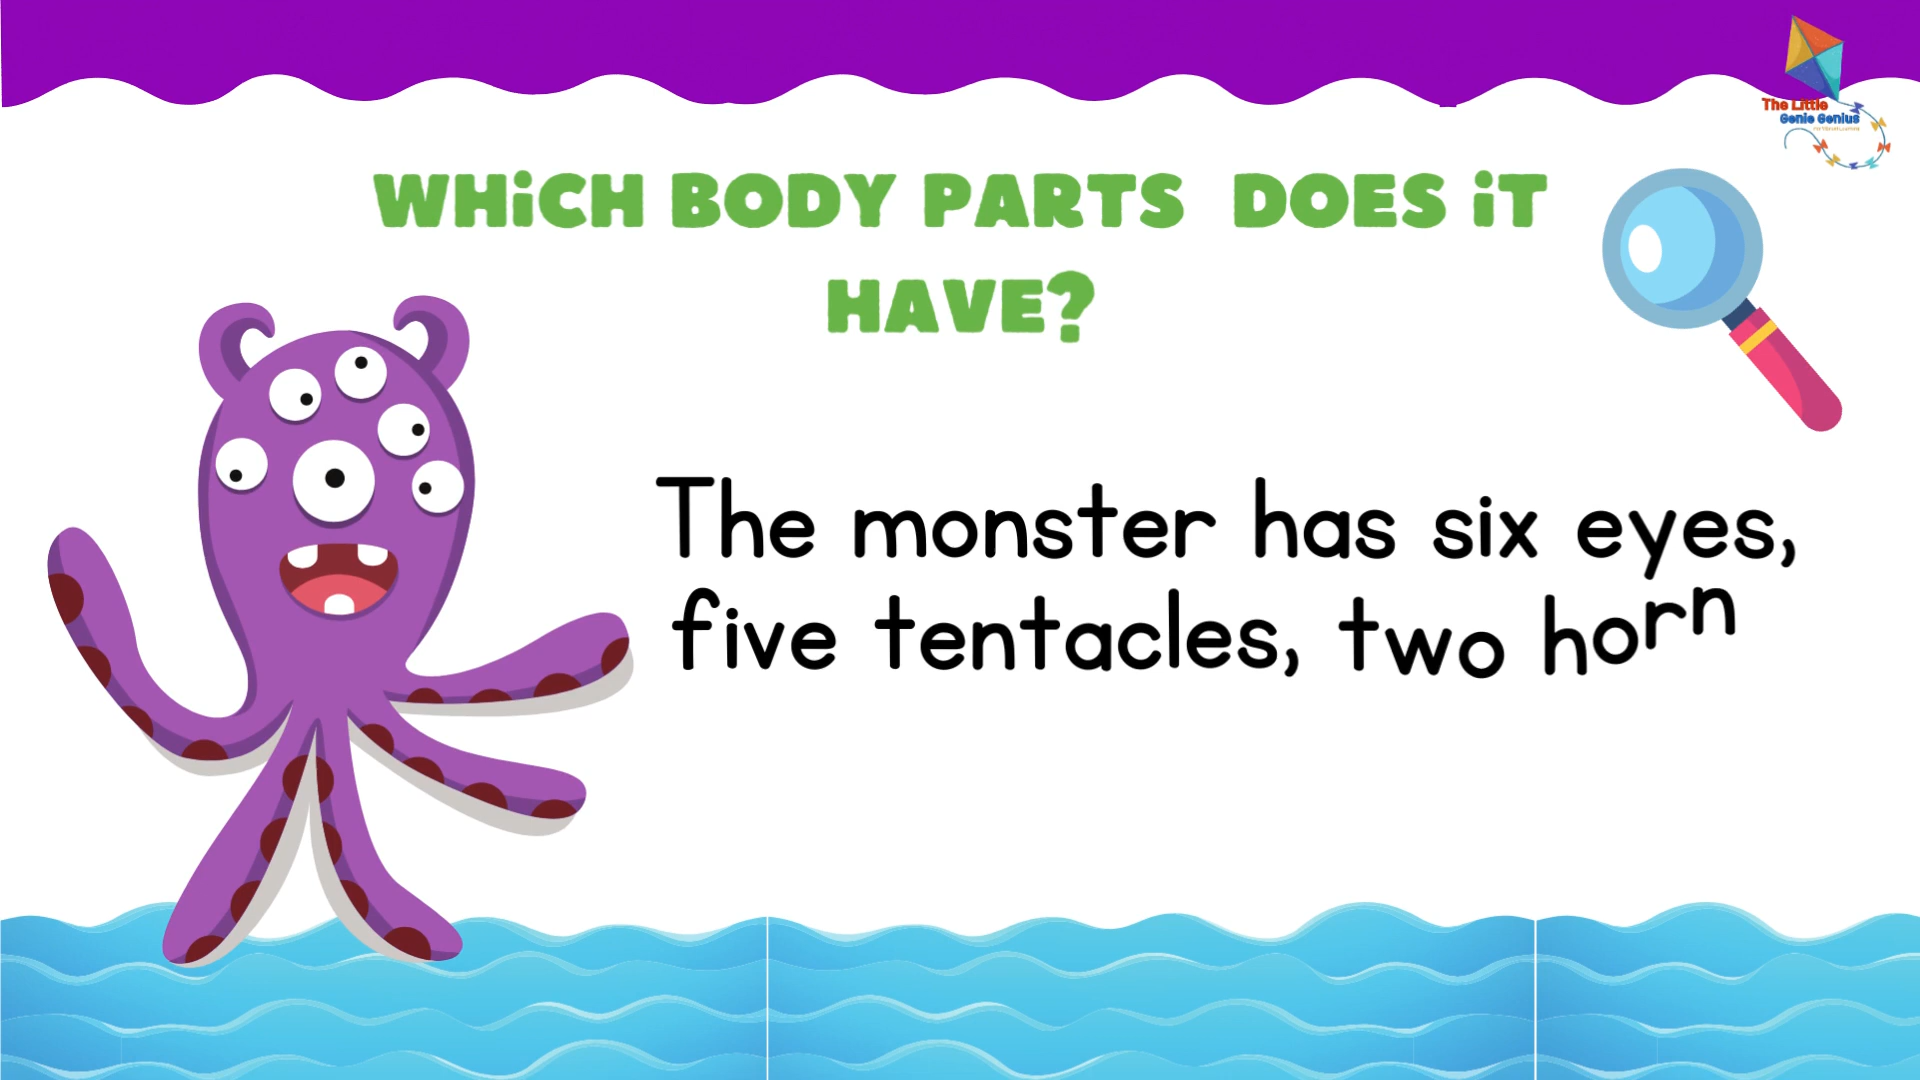 The Little
Genie Genius
WHiCH BODY PARTS DOES iT
HAVE?
The monster has six eyes,
five tentacles, two horn